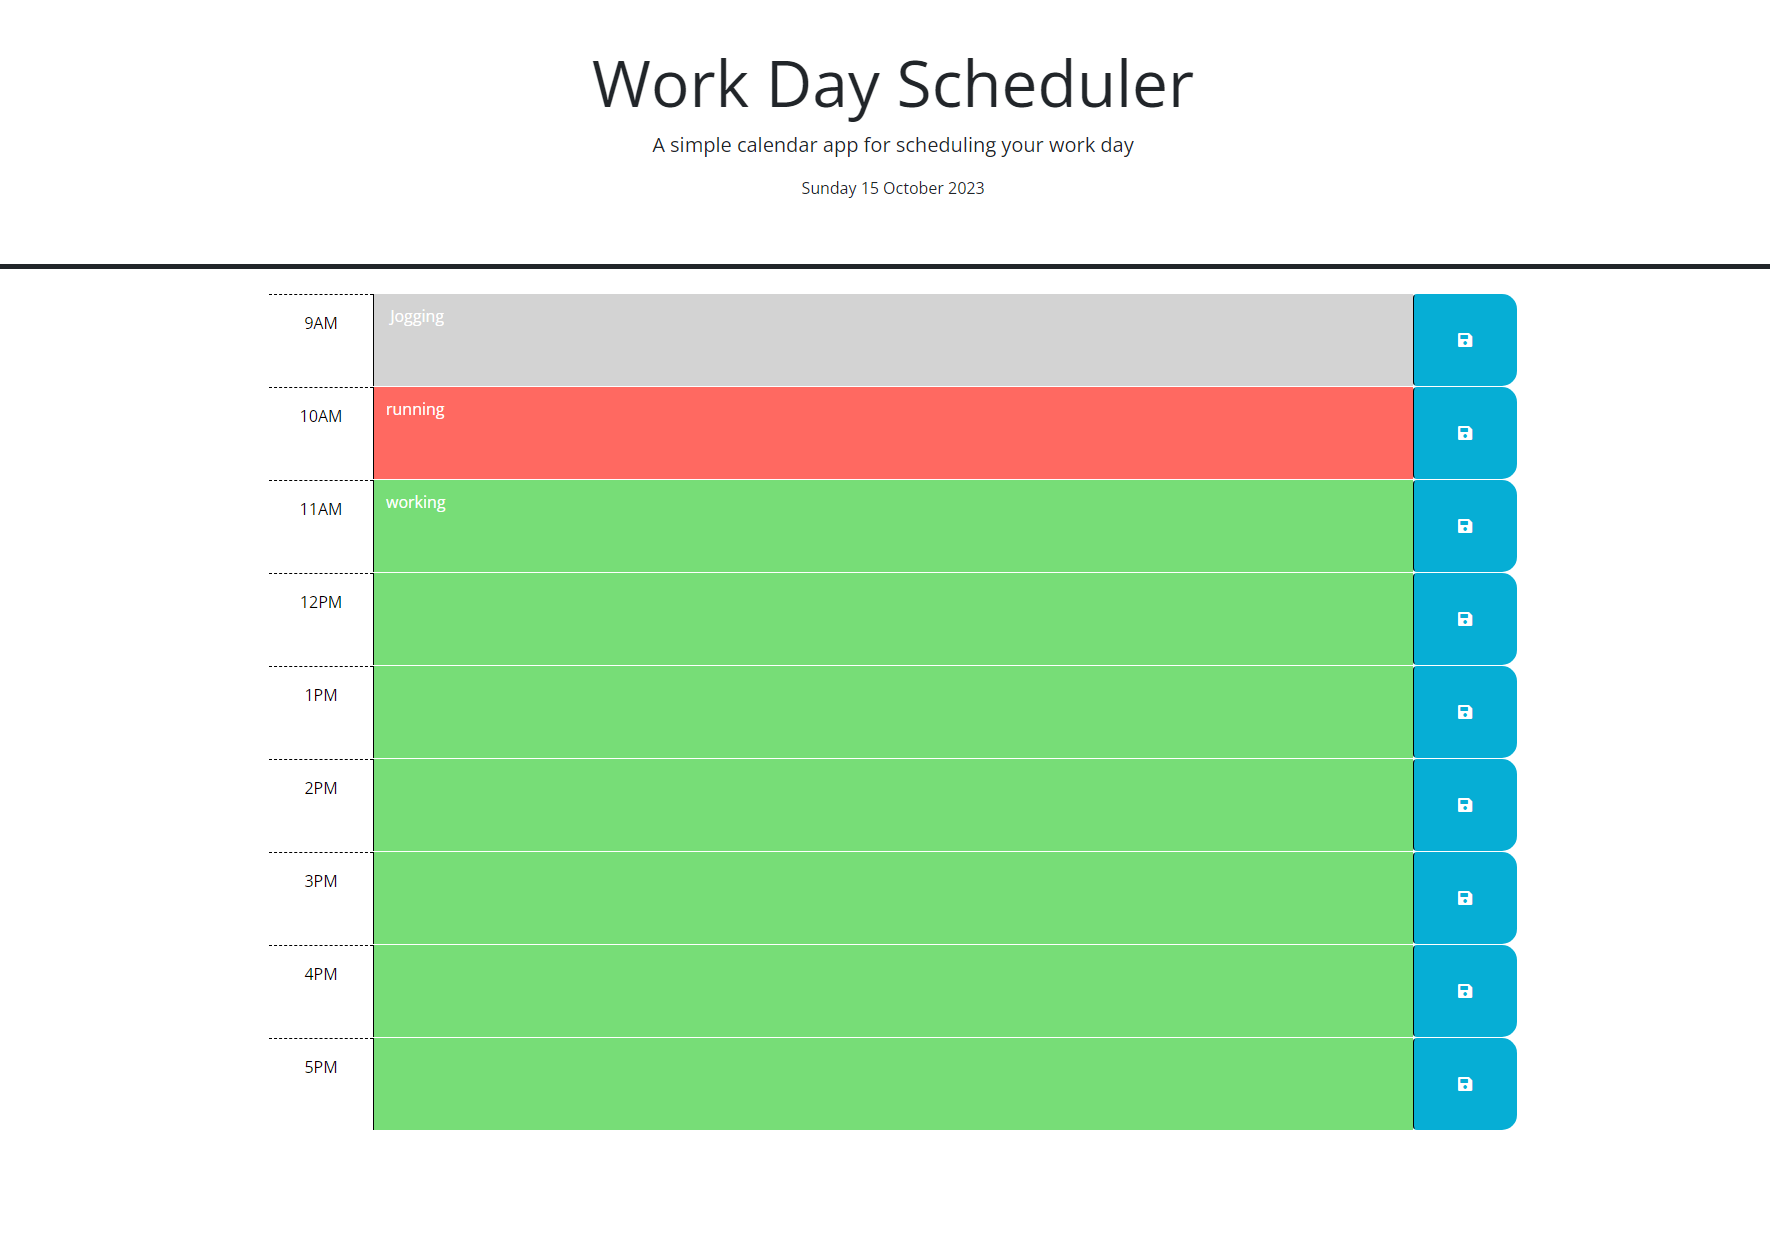 Work Day Scheduler
A simple calendar app for scheduling your work day
Sunday 15 October 2023
9AM Jogging
10AM running
11AM working
12PM
1PM
2PM
3PM
4PM
5PM